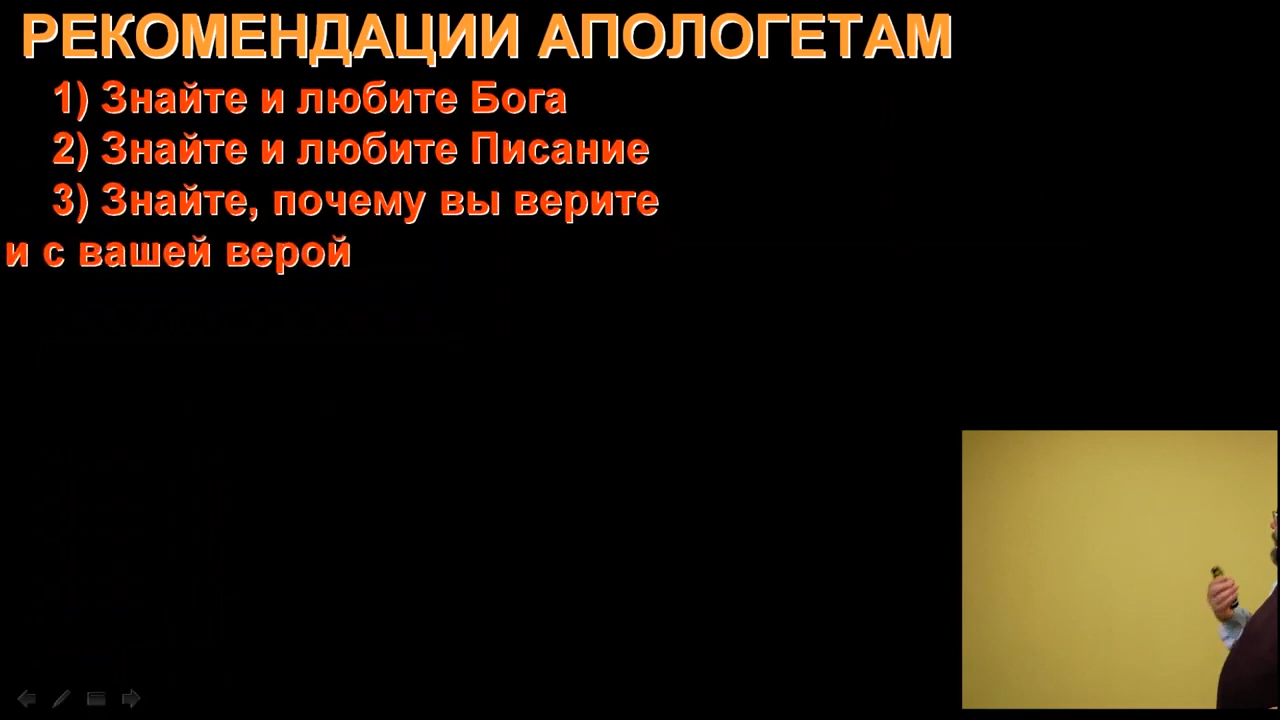 РЕКОМЕНДАЦИИ АПОЛОГЕТАМ
1) Знайте и любите Бога
2) Знайте и любите Писание
3) Знайте, почему вы верите
и с вашей верой